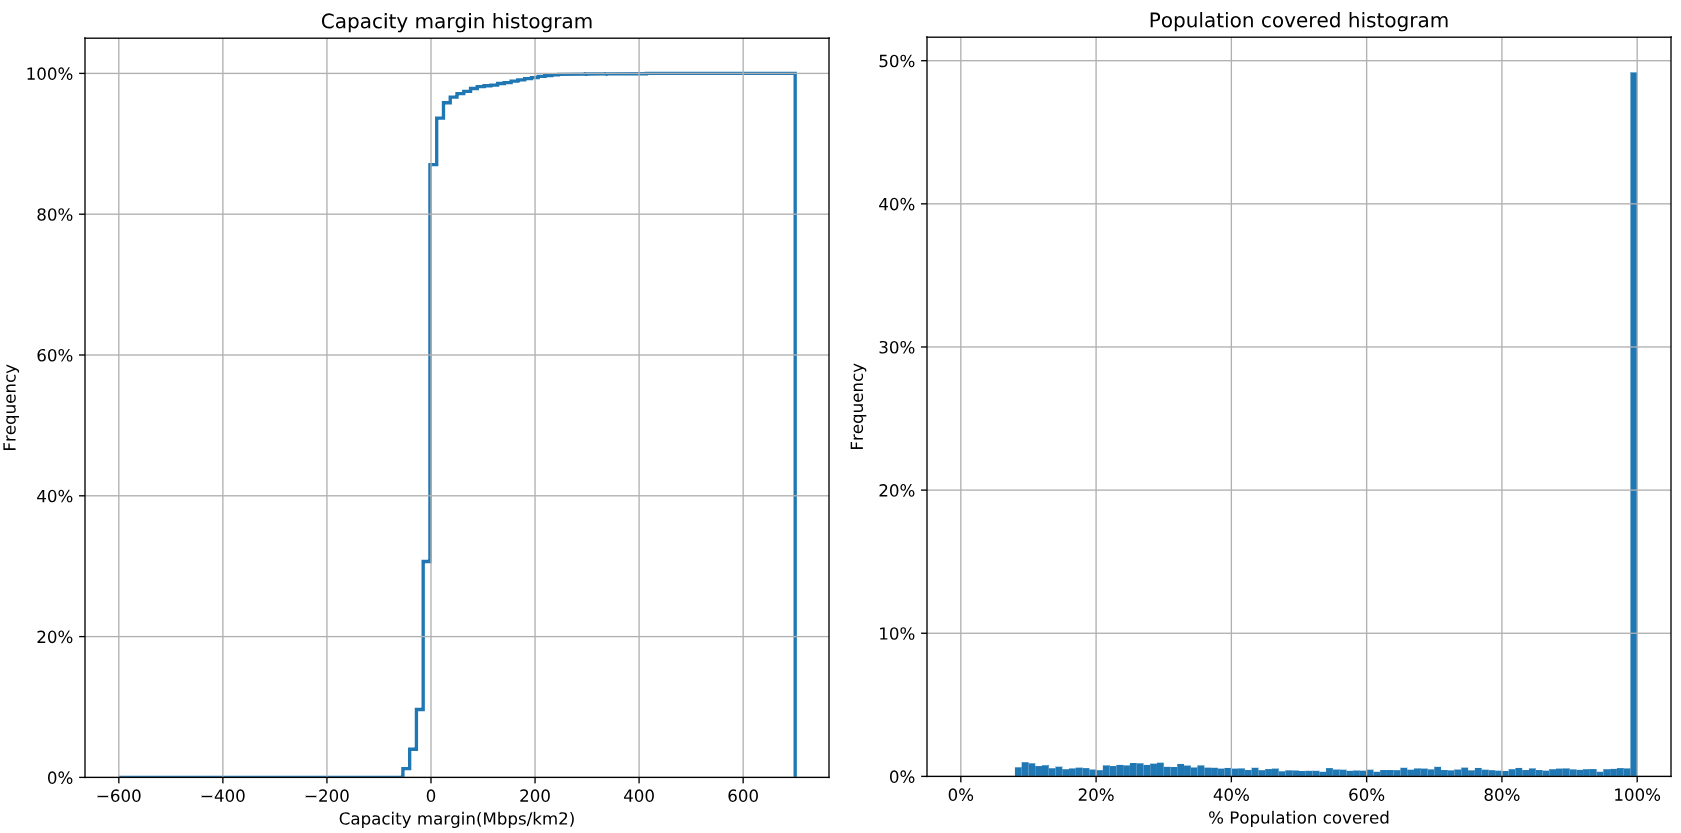 Capacity margin histogram
100%
80%
60%
40%
20%
0%
Frequency
−600 −400 −200 0 200 400 600
Capacity margin(Mbps/km2)
Population covered histogram
50%
40%
30%
20%
10%
0%
Frequency
0% 20% 40% 60% 80% 100%
% Population covered